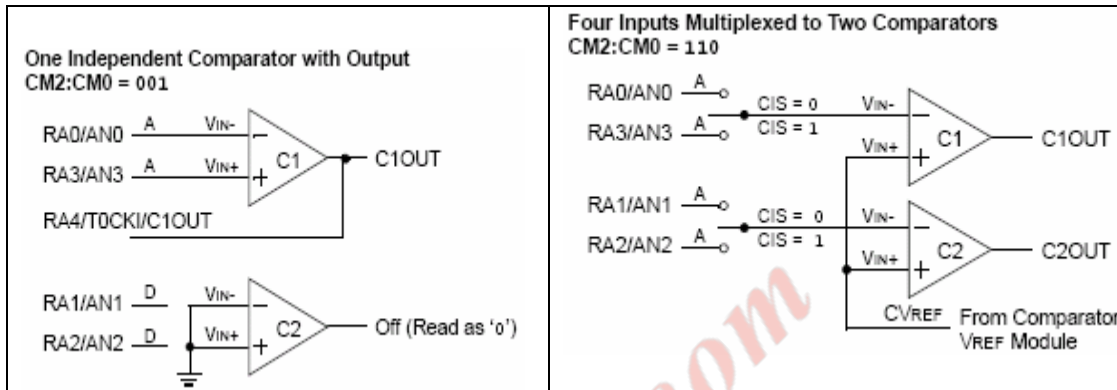 One Independent Comparator with Output
CM2:CM0 = 001
RA0/AN0 A VIN- -
RA3/AN3 A VIN+ + C1 C1OUT
RA4/T0CKI/C1OUT
RA1/AN1 D VIN- -
RA2/AN2 D VIN+ + C2 Off (Read as ‘0’)
Four Inputs Multiplexed to Two Comparators
CM2:CM0 = 110
RA0/AN0 A CIS = 0 VIN- -
RA3/AN3 A CIS = 1 VIN+ + C1 C1OUT
RA1/AN1 A CIS = 0 VIN- -
RA2/AN2 A CIS = 1 VIN+ + C2 C2OUT
CVREF From Comparator
VREF Module
om